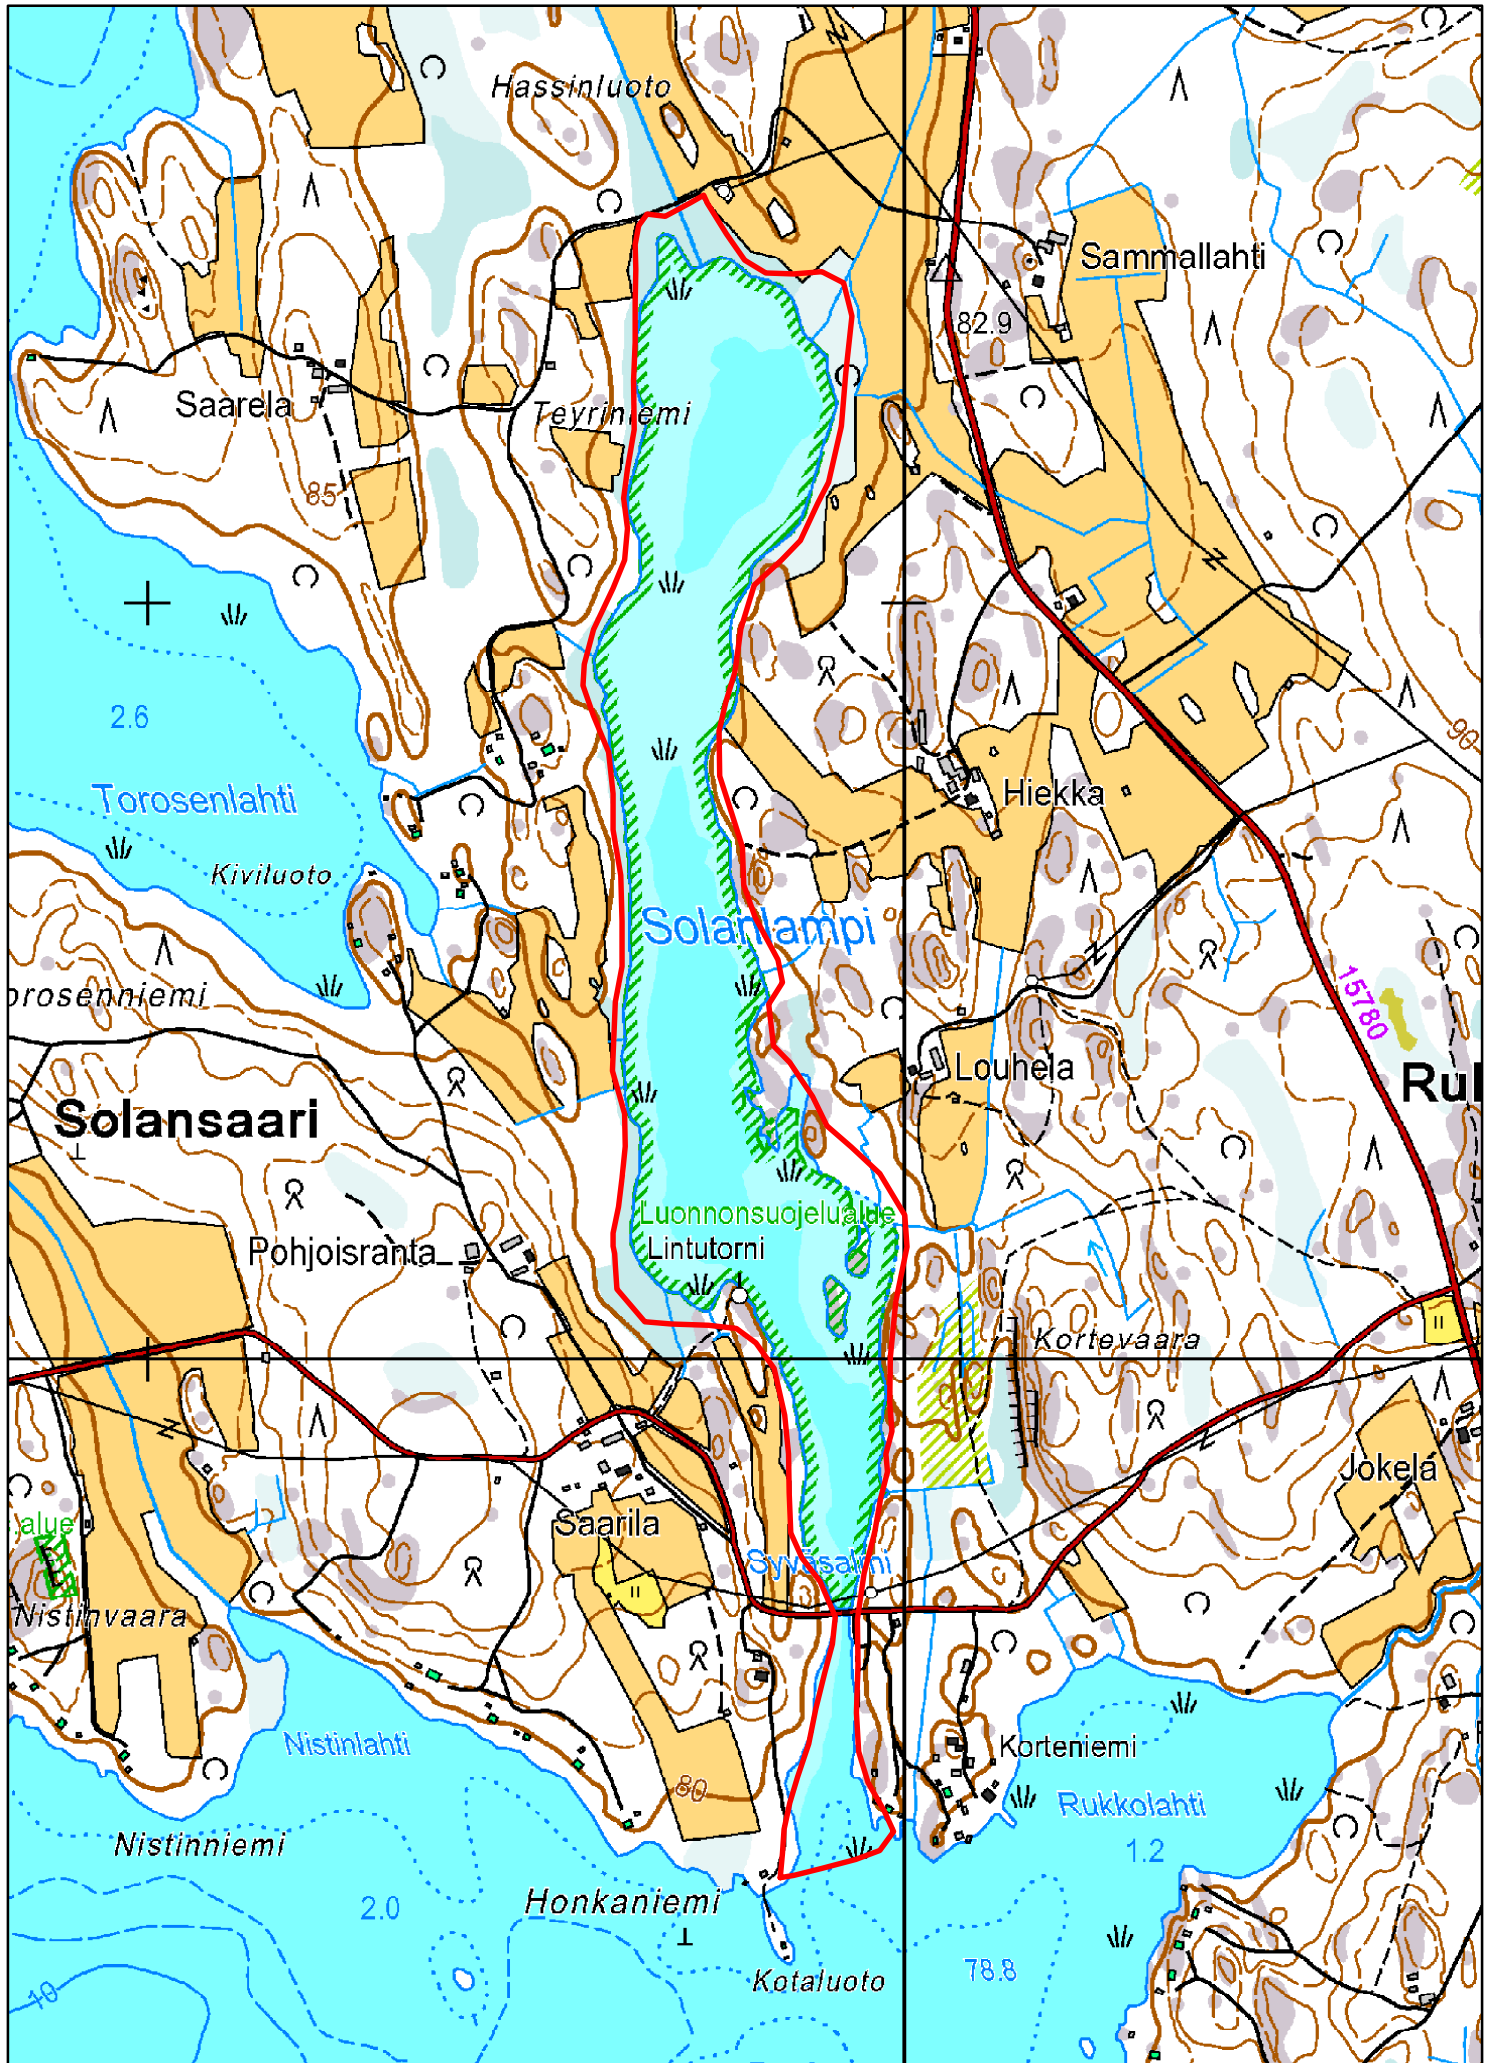 Hassinluoto
Sammallahti
82.9
Saarela
Teyriniemi
85
2.6
90
Torosenlahti
Hiekka
Kiviluoto
Solanlampi
orosenniemi
15780
Louhela
Rul
Solansaari
Luonnonsuojelualue
Pohjoisranta
Lintutorni
Kortevaara
Jokela
alue
Saarila
Syväsalmi
Nistinvaara
Nistinlahti
Korteniemi
80
Rukkolahti
Nistinniemi
1.2
2.0
Honkaniemi
78.8
Kotaluoto
10